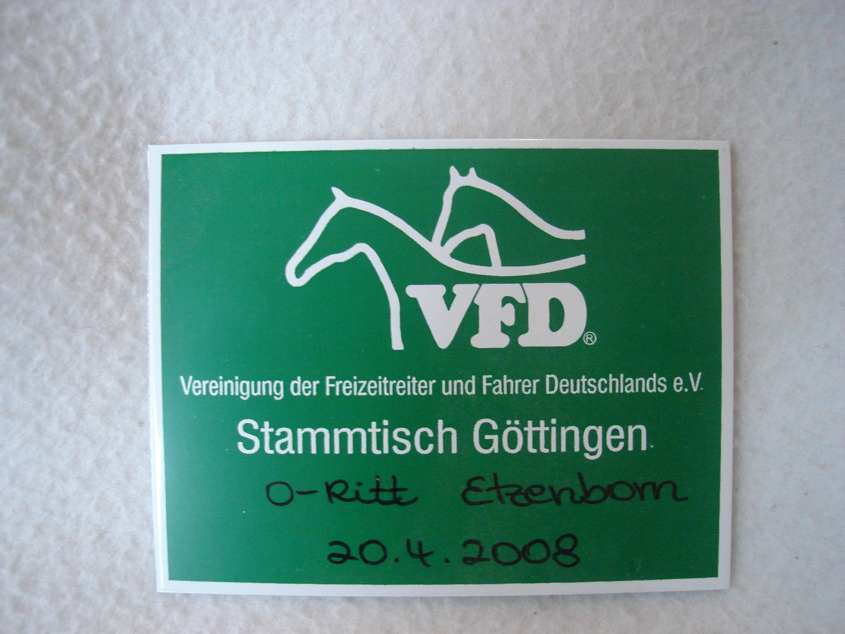 VFD®
Vereinigung der Freizeitreiter und Fahrer Deutschlands e.V.
Stammtisch Göttingen
O-Ritt Etzenborn
20.4.2008